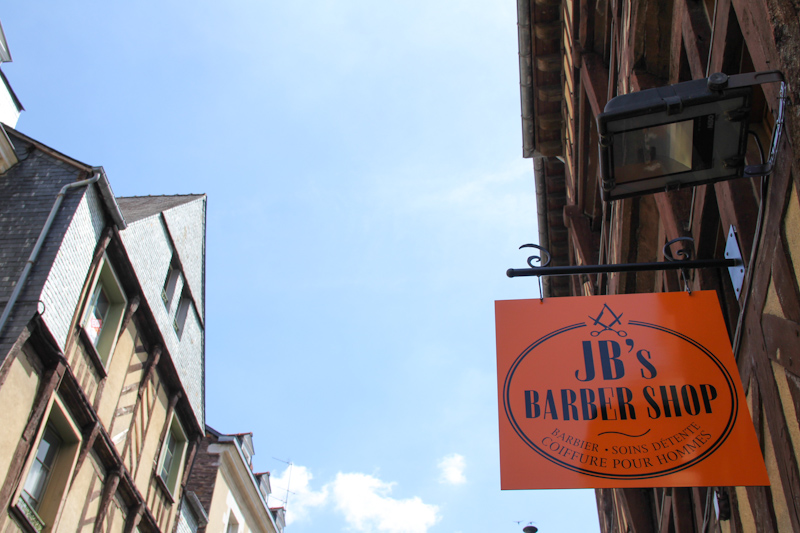 JB's
BARBER SHOP
BARBIER • SOINS DÉTENTE
COIFFURE POUR HOMMES